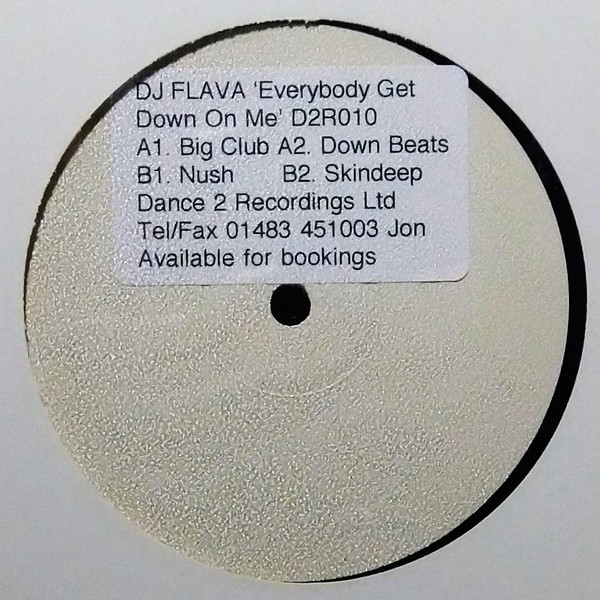 DJ FLAVA 'Everybody Get
Down On Me' D2R010
A1. Big Club A2. Down Beats
B1. Nush B2. Skindeep
Dance 2 Recordings Ltd
Tel/Fax 01483 451003 Jon
Available for bookings